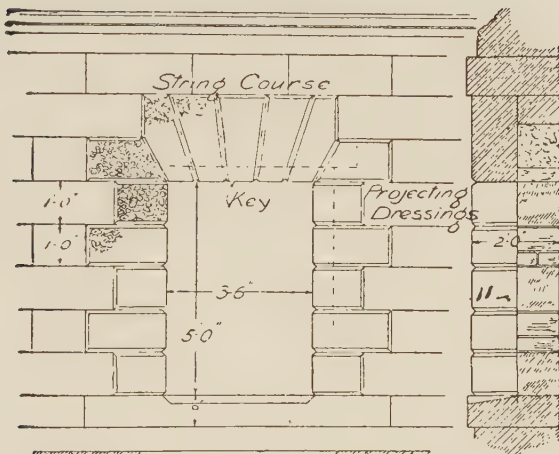 String Course
1'-0"
Key
Projecting
Dressings
1'-0"
2'-0"
3'-6"
5'-0"